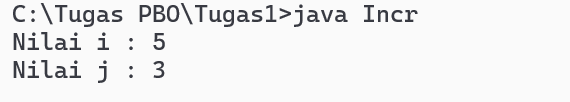 C:\Tugas PBO\Tugas1>java Incr
Nilai i : 5
Nilai j : 3